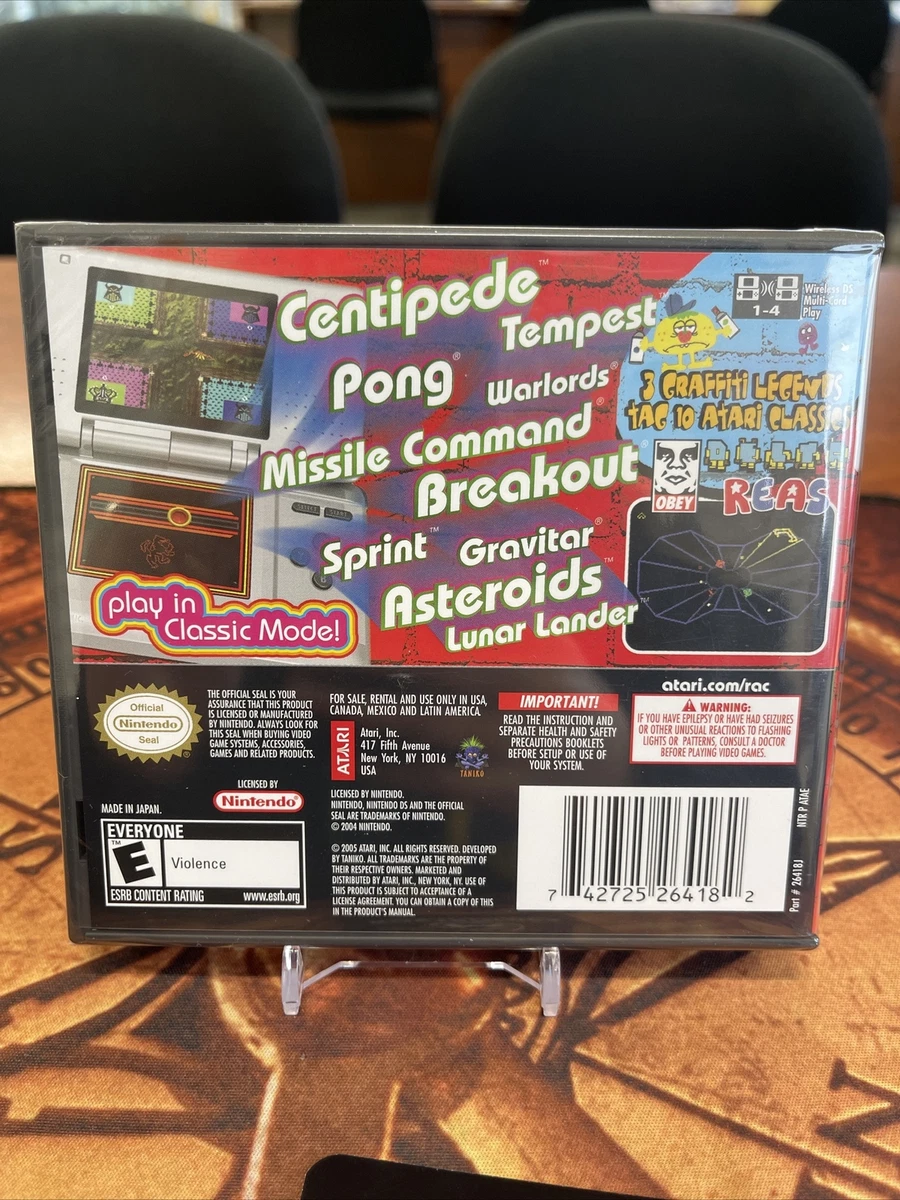 Centipede™
Tempest
Pong®
Warlords®
Missile Command®
Breakout®
Sprint™ Gravitar®
Asteroids™
Lunar Lander™
play in
Classic Mode!
1-4
Wireless DS
Multi-Card
Play
3 GRAFFITI LEGENDS
TAG 10 ATARI CLASSICS
OBEY
REAS
SELECT START
B
atari.com/rac
Official
Nintendo
Seal
THE OFFICIAL SEAL IS YOUR
ASSURANCE THAT THIS PRODUCT
IS LICENSED OR MANUFACTURED
BY NINTENDO. ALWAYS LOOK FOR
THIS SEAL WHEN BUYING VIDEO
GAME SYSTEMS, ACCESSORIES,
GAMES AND RELATED PRODUCTS.
FOR SALE, RENTAL AND USE ONLY IN USA,
CANADA, MEXICO AND LATIN AMERICA.
ATARI
Atari, Inc.
417 Fifth Avenue
New York, NY 10016
USA
TANIKO
IMPORTANT!
READ THE INSTRUCTION AND
SEPARATE HEALTH AND SAFETY
PRECAUTIONS BOOKLETS
BEFORE SETUP OR USE OF
YOUR SYSTEM.
WARNING:
IF YOU HAVE EPILEPSY OR HAVE HAD SEIZURES
OR OTHER UNUSUAL REACTIONS TO FLASHING
LIGHTS OR PATTERNS, CONSULT A DOCTOR
BEFORE PLAYING VIDEO GAMES.
LICENSED BY
Nintendo®
MADE IN JAPAN.
EVERYONE
E™
Violence
ESRB CONTENT RATING www.esrb.org
LICENSED BY NINTENDO.
NINTENDO, NINTENDO DS AND THE OFFICIAL
SEAL ARE TRADEMARKS OF NINTENDO.
© 2004 NINTENDO.
© 2005 ATARI, INC. ALL RIGHTS RESERVED. DEVELOPED
BY TANIKO. ALL TRADEMARKS ARE THE PROPERTY OF
THEIR RESPECTIVE OWNERS. MARKETED AND
DISTRIBUTED BY ATARI, INC., NEW YORK, NY. USE OF
THIS PRODUCT IS SUBJECT TO ACCEPTANCE OF A
LICENSE AGREEMENT. YOU CAN OBTAIN A COPY OF THIS
IN THE PRODUCT'S MANUAL.
7 42725 26418 2
NTR P ATAE
Part # 26418J